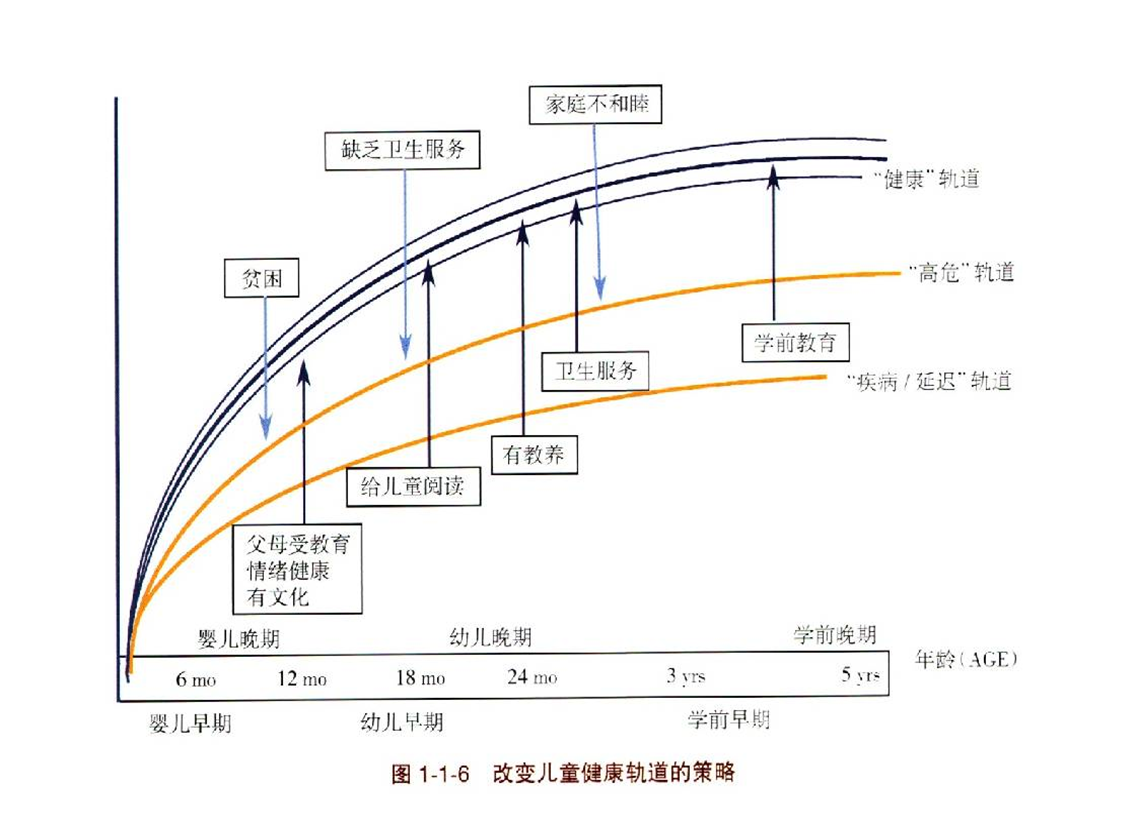 家庭不和睦
缺乏卫生服务
"健康"轨道
贫困
"高危"轨道
学前教育
卫生服务
"疾病/延迟"轨道
有教养
给儿童阅读
父母受教育
情绪健康
有文化
婴儿晚期 幼儿晚期 学前晚期
年龄(AGE)
6 mo 12 mo 18 mo 24 mo 3 yrs 5 yrs
婴儿早期 幼儿早期 学前早期
图 1-1-6 改变儿童健康轨道的策略